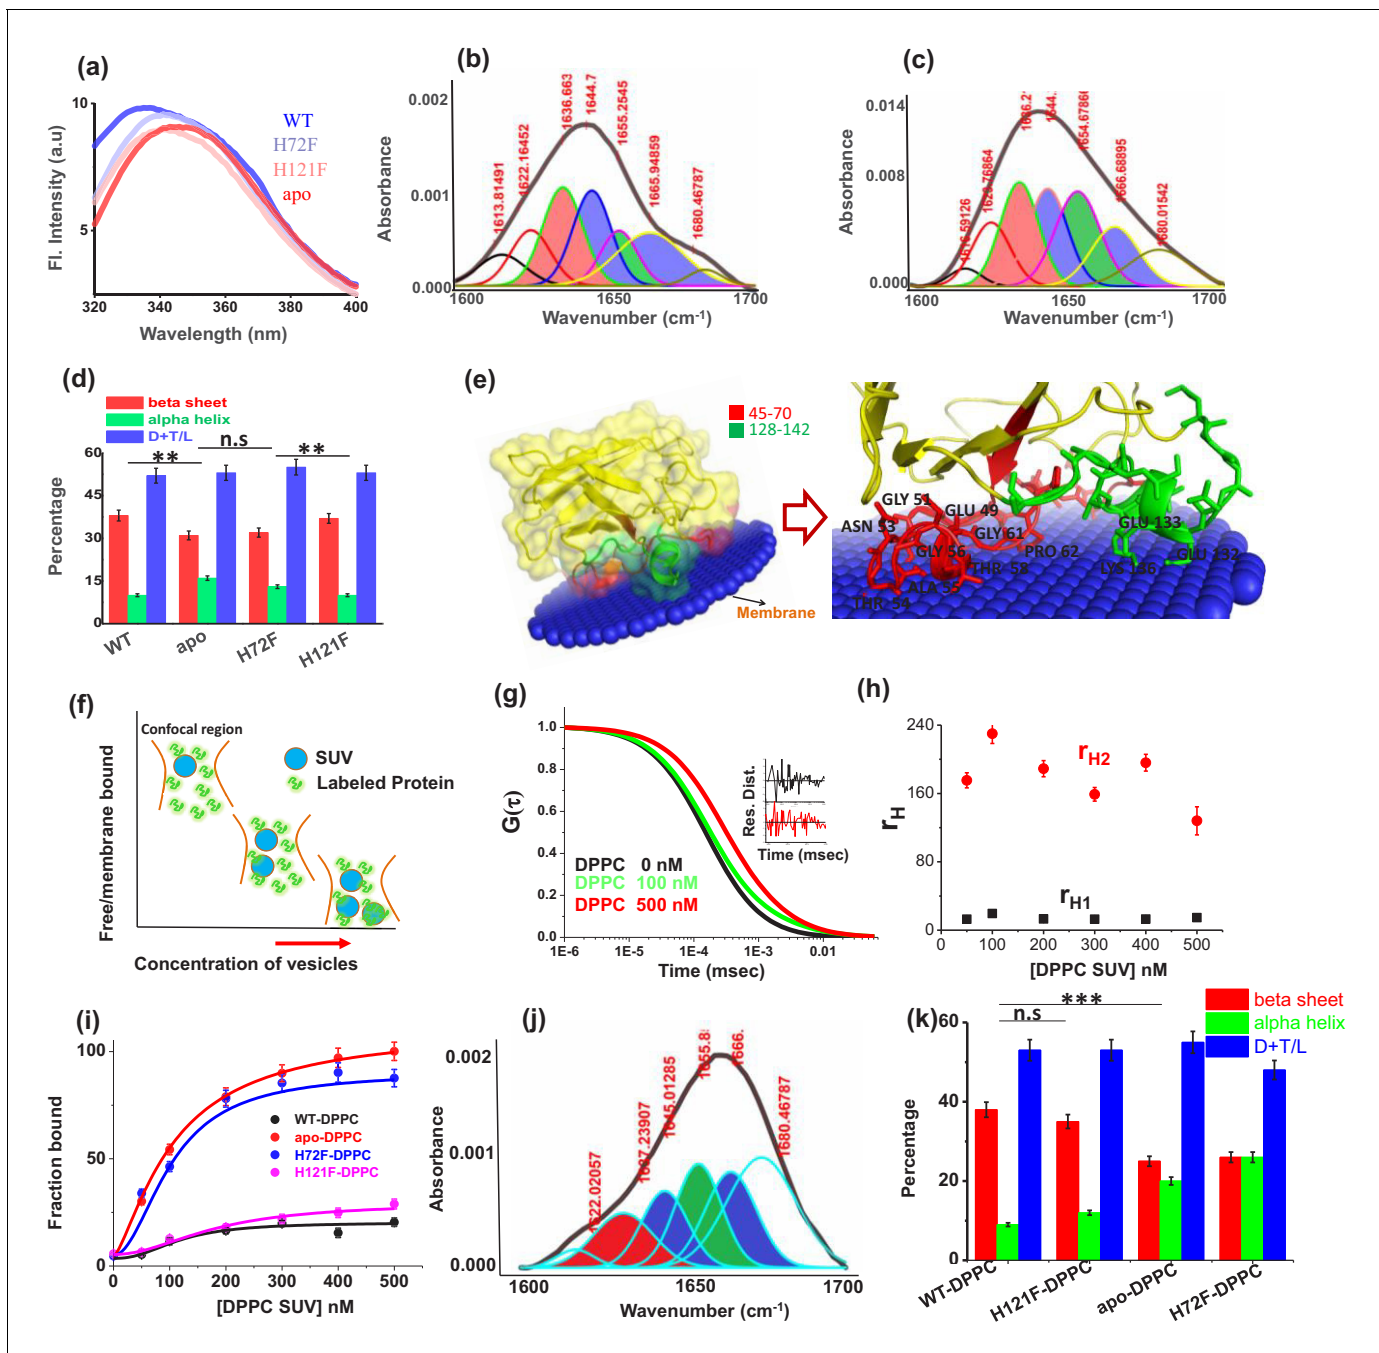 (a)
10
5
Fl. Intensity (a.u)
WT
H72F
H121F
apo
320 340 360 380 400
Wavelength (nm)
(b)
0.002
0.001
0.000
Absorbance
1613.81491
1622.16452
1636.663
1644.7
1655.2545
1665.94859
1680.46787
1600 1650 1700
Wavenumber (cm-1)
(c)
0.014
0.008
0.000
Absorbance
1616.59126
1654.67866
1666.68895
1680.01542
1600 1650 1700
Wavenumber (cm-1)
(d)
beta sheet
alpha helix
D+T/L
60
45
30
15
0
Percentage
** n.s **
WT apo H72F H121F
(e)
45-70
128-142
Membrane
GLY 51
GLU 49
ASN 53
GLY 61
GLY 56
PRO 62
THR 58
ALA 55
THR 54
GLU 133
GLU 132
LYS 136
(f)
Confocal region
SUV
Labeled Protein
Free/membrane bound
Concentration of vesicles
(g)
1.0
0.8
0.6
0.4
0.2
0.0
G(τ)
DPPC 0 nM
DPPC 100 nM
DPPC 500 nM
Res. Dist.
Time (msec)
1E-6 1E-5 1E-4 1E-3 0.01
Time (msec)
(h)
240
160
80
0
rH
rH2
rH1
100 200 300 400 500
[DPPC SUV] nM
(i)
100
50
0
Fraction bound
WT-DPPC
apo-DPPC
H72F-DPPC
H121F-DPPC
0 100 200 300 400 500
[DPPC SUV] nM
(j)
0.002
0.001
0.000
Absorbance
1622.02057
1637.23907
1645.01285
1655.8
1666.
1680.46787
1600 1650 1700
Wavenumber (cm-1)
(k)
beta sheet
alpha helix
D+T/L
60
40
20
0
Percentage
***
n.s
WT-DPPC H121F-DPPC apo-DPPC H72F-DPPC